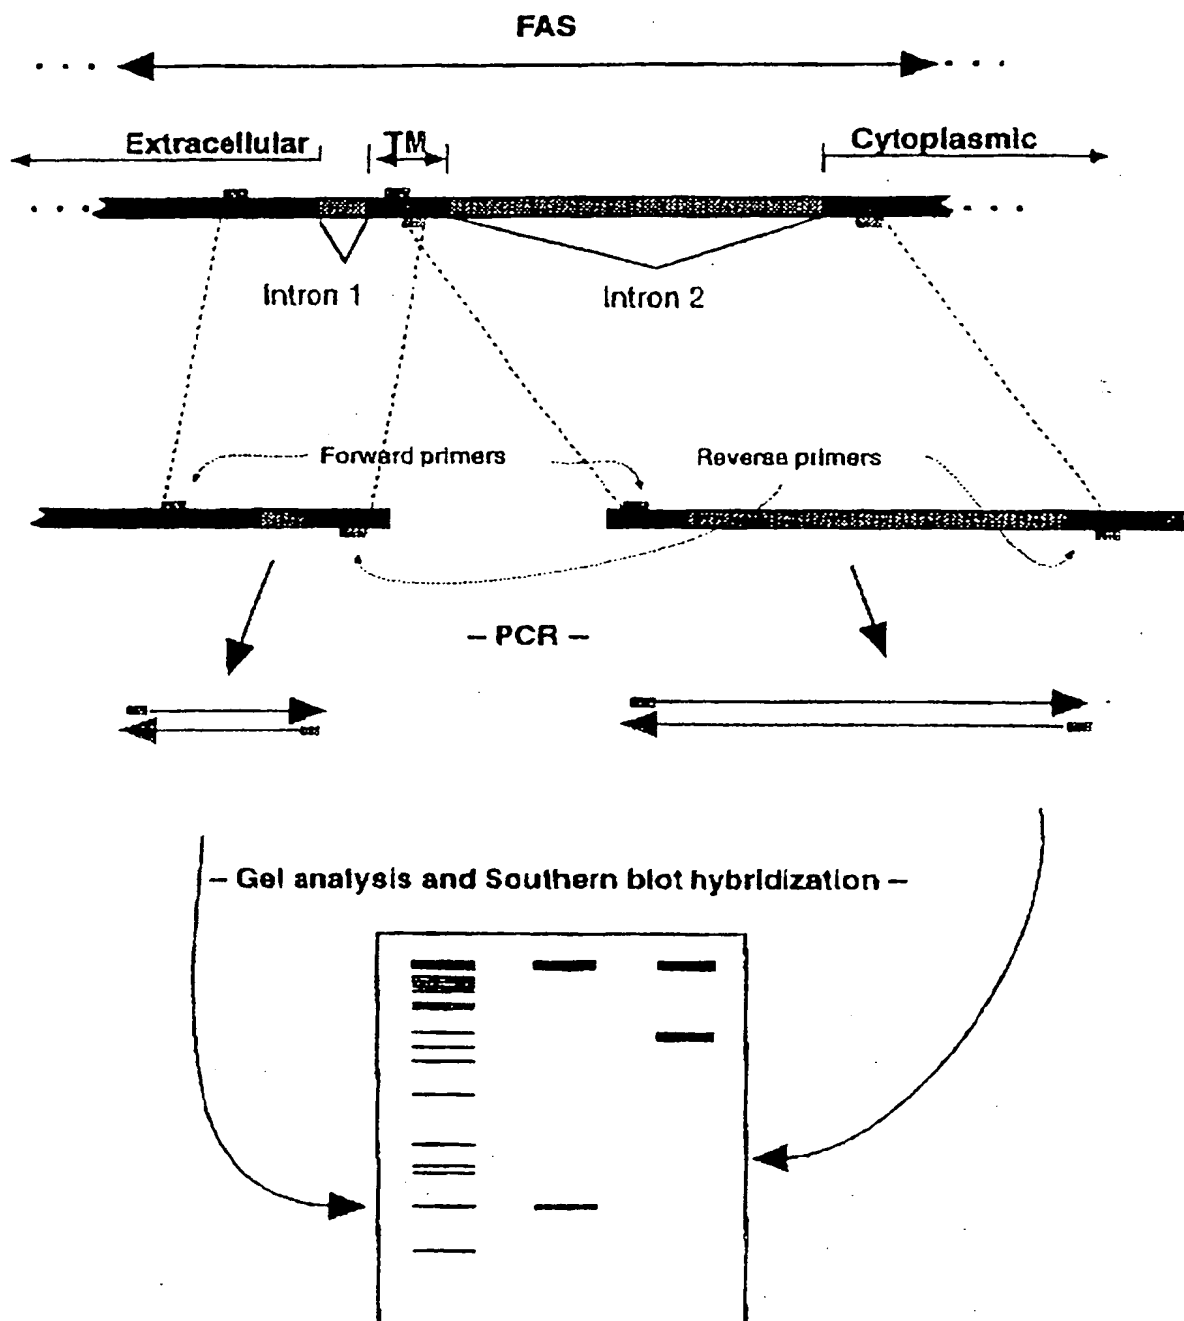 FAS
Extracellular
TM
Cytoplasmic
Intron 1
Intron 2
Forward primers
Reverse primers
– PCR –
– Gel analysis and Southern blot hybridization –